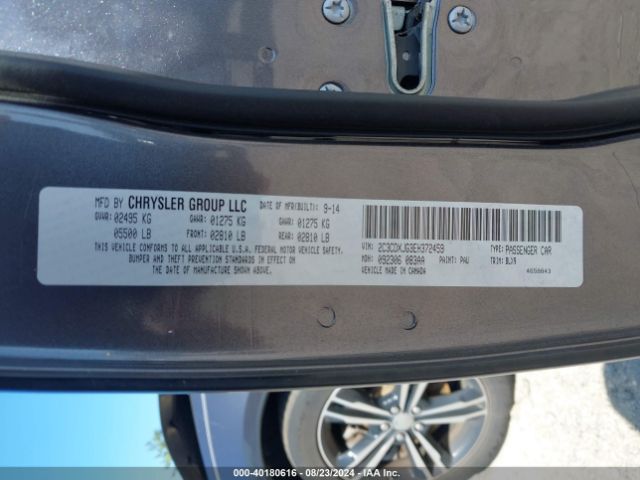 MFD BY CHRYSLER GROUP LLC DATE OF MFR(BUILT): 9-14
GVWR: 02495 KG GAWR: 01275 KG GAWR: 01275 KG
05500 LB FRONT: 02810 LB REAR: 02810 LB
THIS VEHICLE CONFORMS TO ALL APPLICABLE U.S.A. FEDERAL MOTOR VEHICLE SAFETY,
BUMPER AND THEFT PREVENTION STANDARDS IN EFFECT ON
THE DATE OF MANUFACTURE SHOWN ABOVE.
VIN: 2C3CDXJG3EH372459 TYPE: PASSENGER CAR
MDH: 092306 083AA PAINT: PAU TRIM: BLX9
MADE IN CANADA 4658643
000-40180616 - 08/23/2024 - IAA Inc.